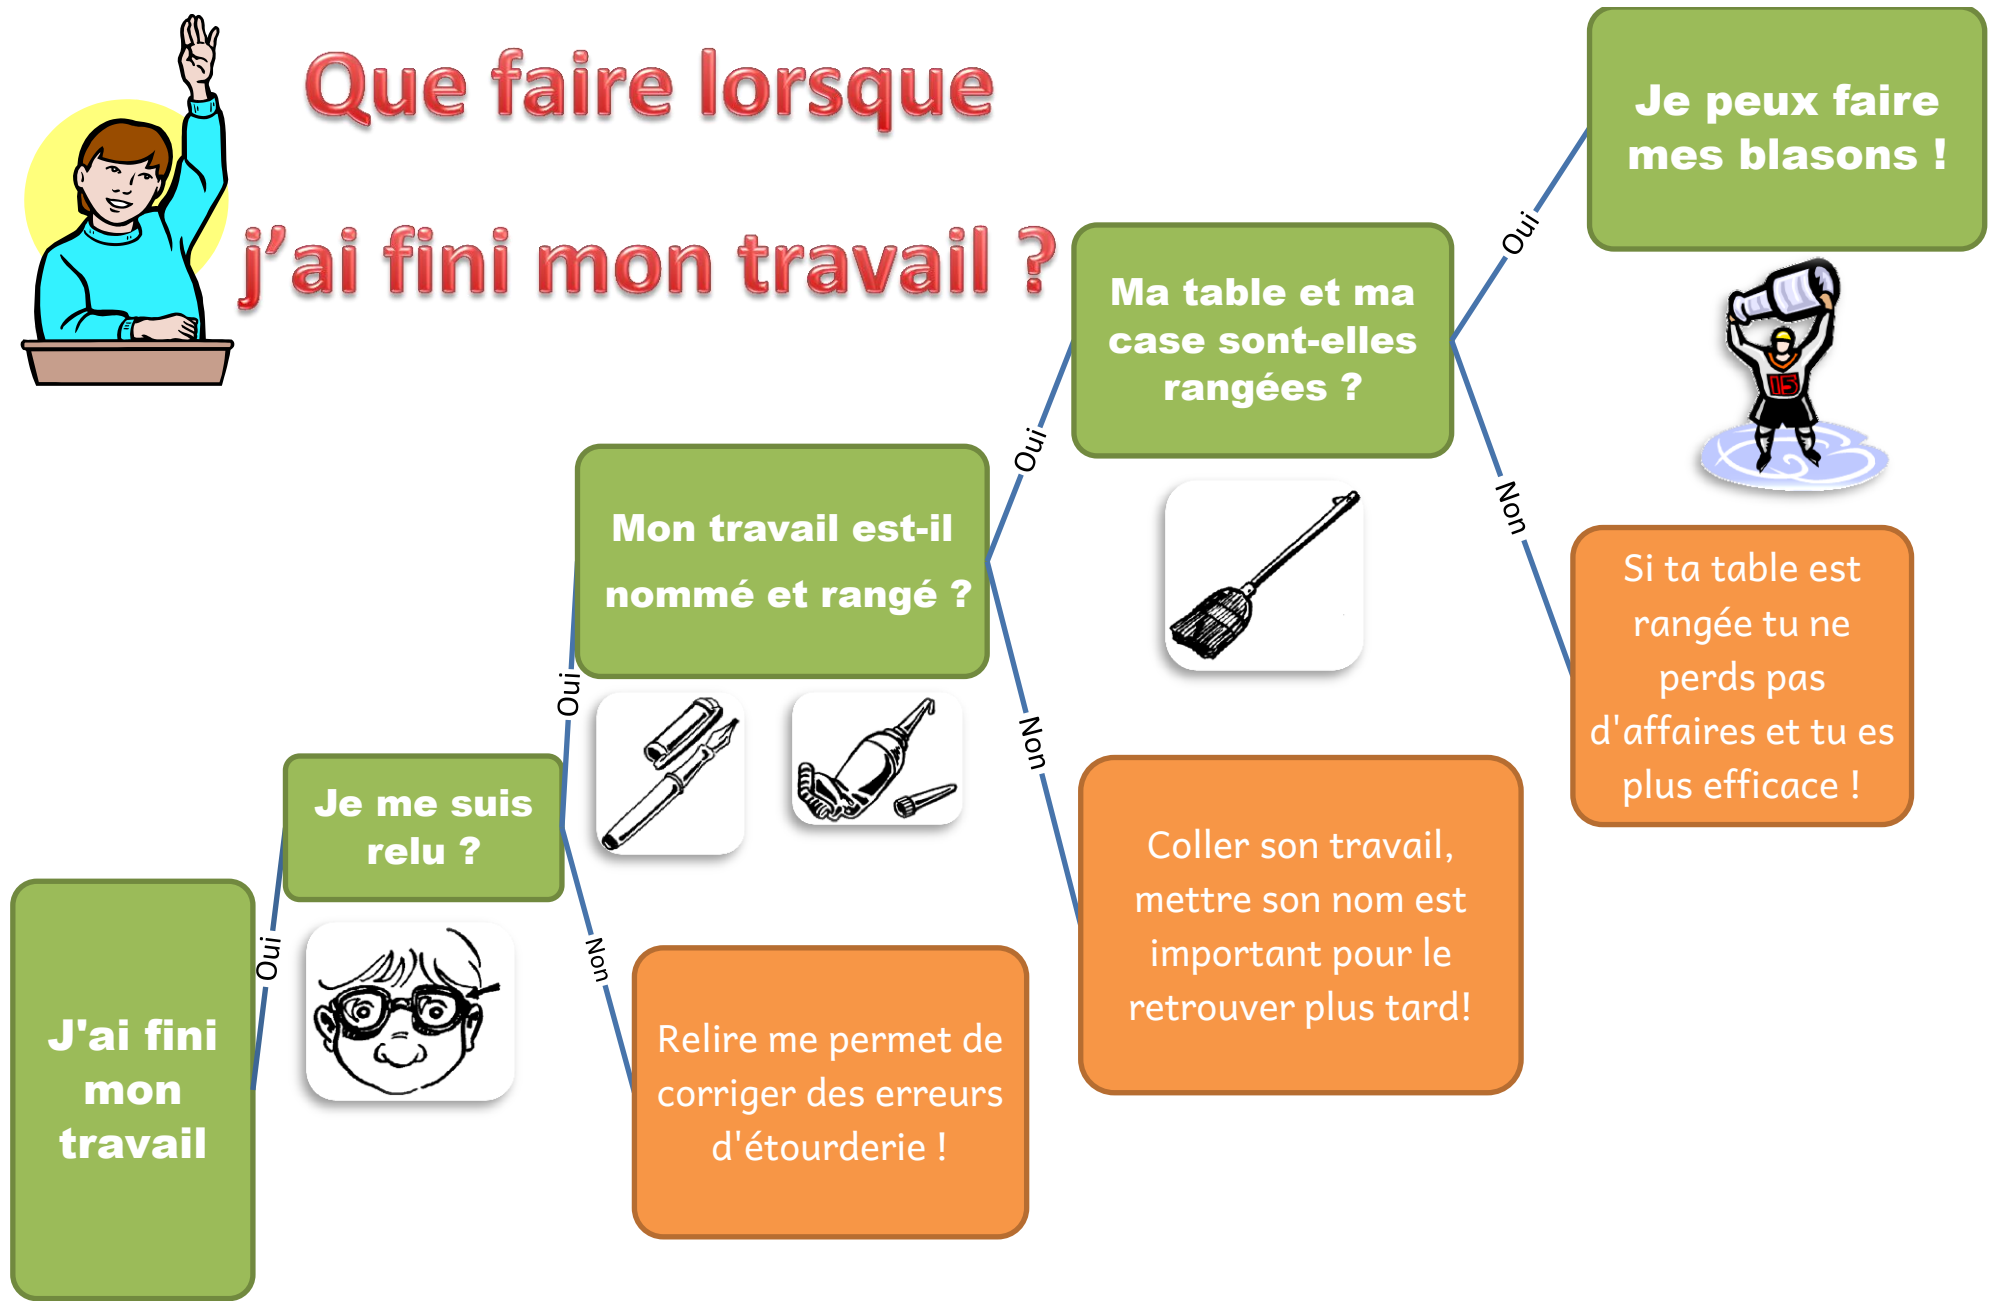 Que faire lorsque
j’ai fini mon travail ?
J'ai fini
mon
travail
Oui
Je me suis
relu ?
Oui
Non
Mon travail est-il
nommé et rangé ?
Relire me permet de
corriger des erreurs
d'étourderie !
Oui
Non
Ma table et ma
case sont-elles
rangées ?
Coller son travail,
mettre son nom est
important pour le
retrouver plus tard!
Oui
Non
Je peux faire
mes blasons !
15
Si ta table est
rangée tu ne
perds pas
d'affaires et tu es
plus efficace !